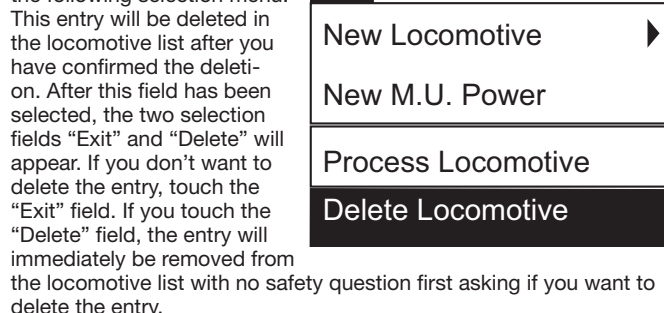 the following selection menu.
This entry will be deleted in
the locomotive list after you
have confirmed the deleti-
on. After this field has been
selected, the two selection
fields “Exit” and “Delete” will
appear. If you don’t want to
delete the entry, touch the
“Exit” field. If you touch the
“Delete” field, the entry will
immediately be removed from
the locomotive list with no safety question first asking if you want to
delete the entry.
New Locomotive
New M.U. Power
Process Locomotive
Delete Locomotive